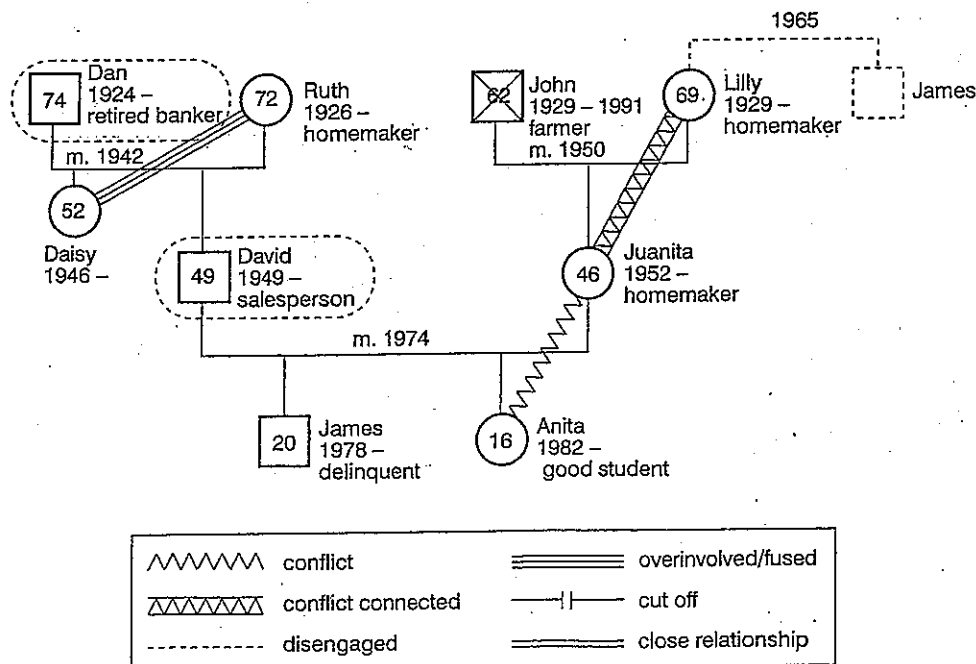 1965
Dan
1924 –
retired banker
74
72
Ruth
1926 –
homemaker
62
John
1929 – 1991
farmer
m. 1950
69
Lilly
1929 –
homemaker
James
m. 1942
52
Daisy
1946 –
49
David
1949 –
salesperson
46
Juanita
1952 –
homemaker
m. 1974
20
James
1978 –
delinquent
16
Anita
1982 –
good student
conflict
overinvolved/fused
conflict connected
cut off
disengaged
close relationship